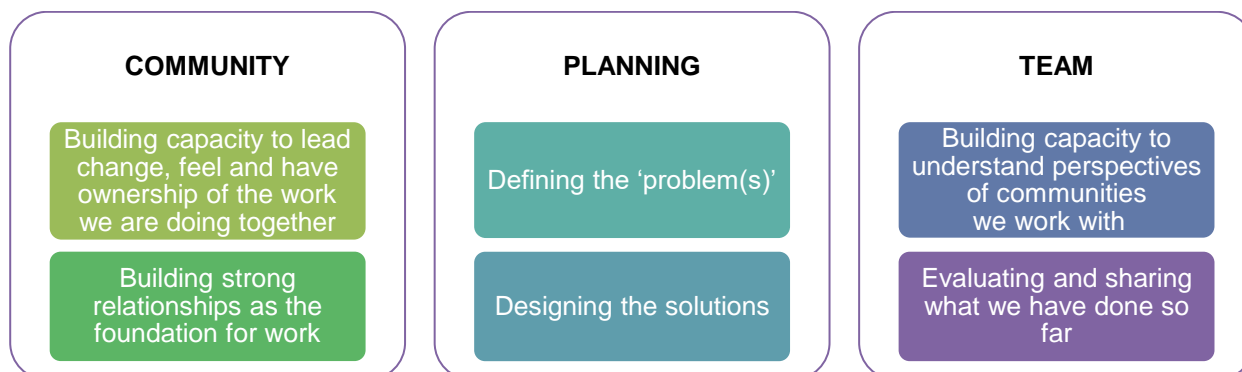 COMMUNITY
Building capacity to lead
change, feel and have
ownership of the work
we are doing together
Building strong
relationships as the
foundation for work
PLANNING
Defining the ‘problem(s)’
Designing the solutions
TEAM
Building capacity to
understand perspectives
of communities
we work with
Evaluating and sharing
what we have done so
far